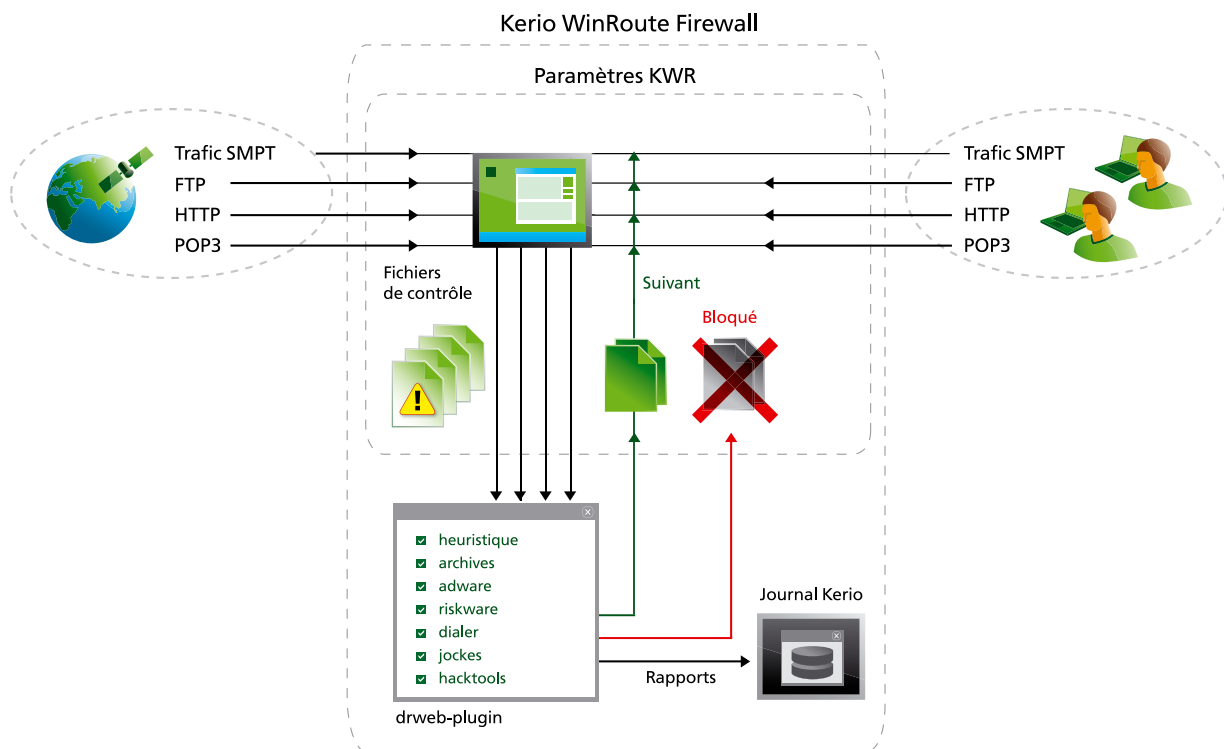 Kerio WinRoute Firewall
Paramètres KWR
Trafic SMPT
FTP
HTTP
POP3
Trafic SMPT
FTP
HTTP
POP3
Fichiers
de contrôle
Suivant
Bloqué
heuristique
archives
adware
riskware
dialer
jockes
hacktools
drweb-plugin
Rapports
Journal Kerio